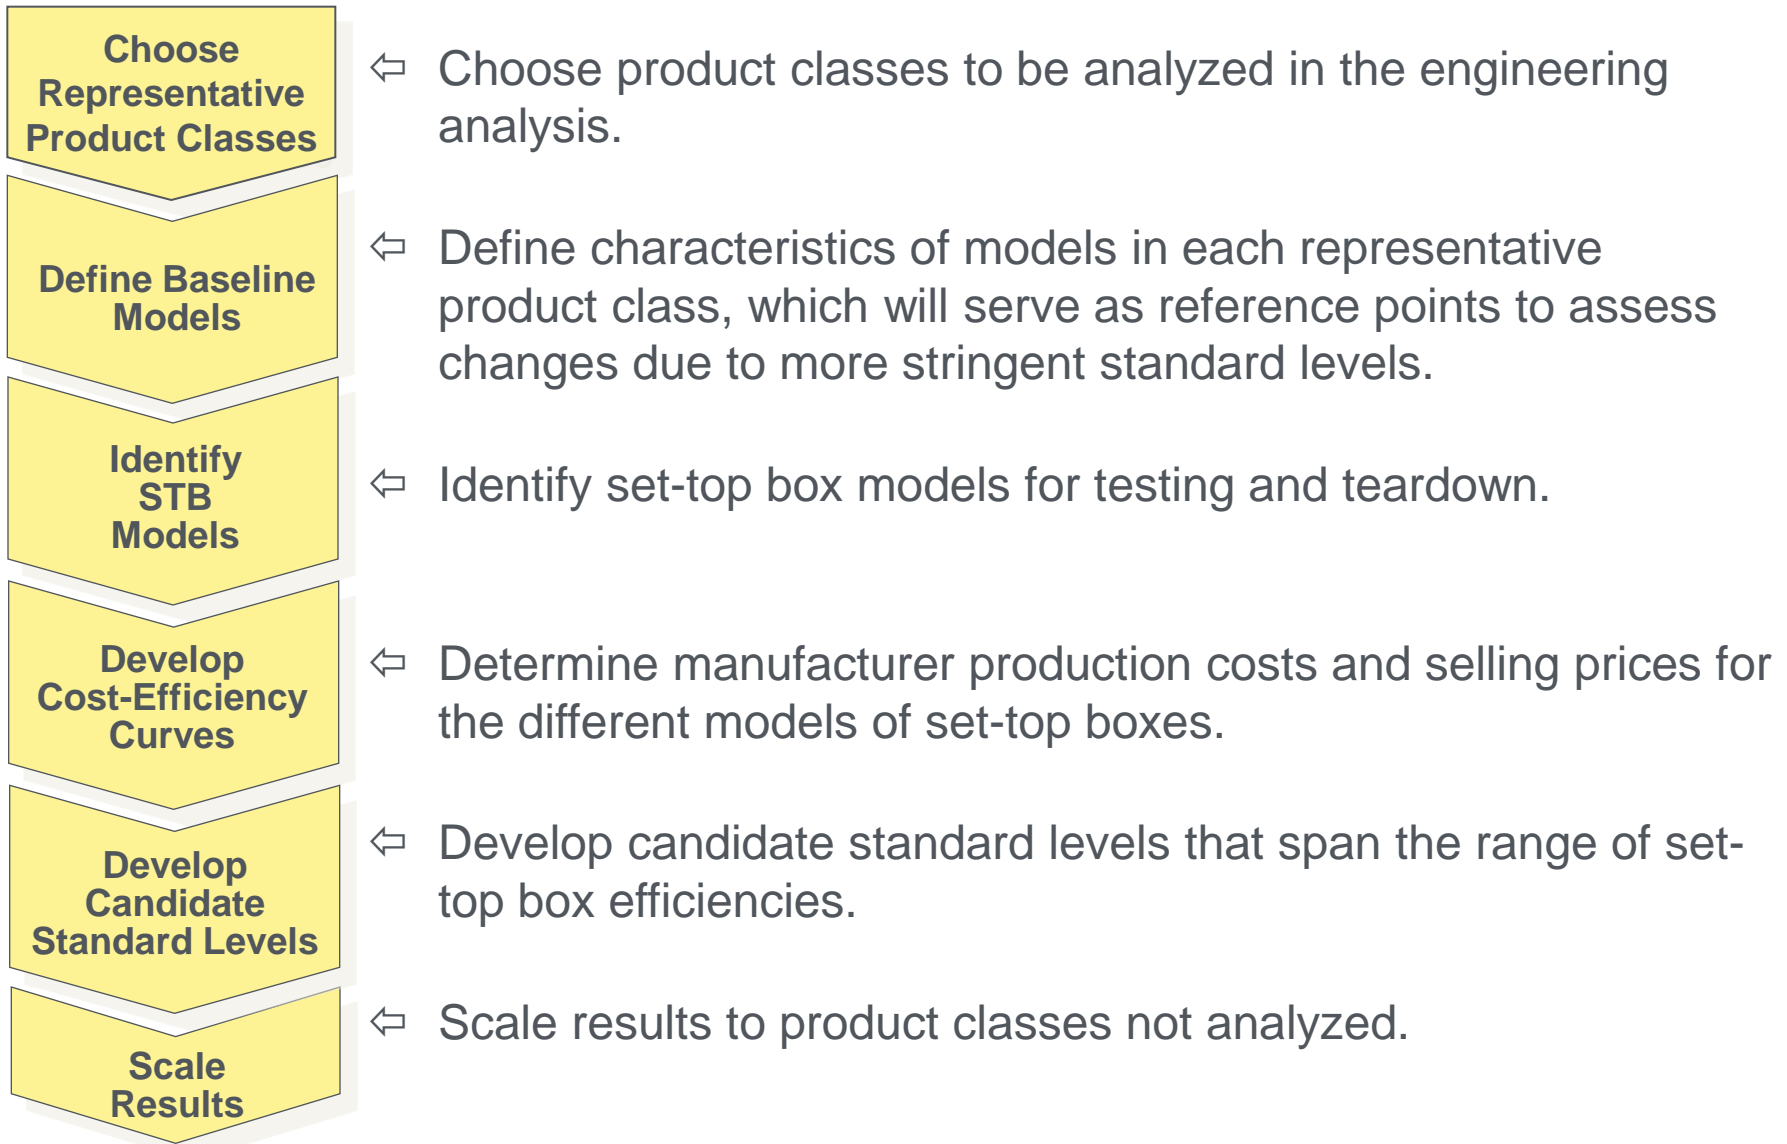 Choose
Representative
Product Classes
⇦ Choose product classes to be analyzed in the engineering
analysis.
Define Baseline
Models
⇦ Define characteristics of models in each representative
product class, which will serve as reference points to assess
changes due to more stringent standard levels.
Identify
STB
Models
⇦ Identify set-top box models for testing and teardown.
Develop
Cost-Efficiency
Curves
⇦ Determine manufacturer production costs and selling prices for
the different models of set-top boxes.
Develop
Candidate
Standard Levels
⇦ Develop candidate standard levels that span the range of set-
top box efficiencies.
Scale
Results
⇦ Scale results to product classes not analyzed.